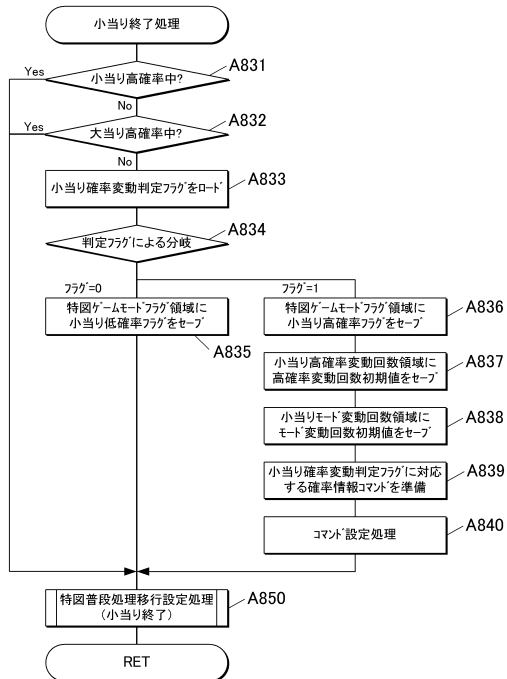 小当り終了処理
小当り高確率中?
A831
Yes
No
大当り高確率中?
A832
Yes
No
小当り確率変動判定フラグをロード
A833
判定フラグによる分岐
A834
フラグ=0
特図ゲームモードフラグ領域に
小当り低確率フラグをセーブ
A835
フラグ=1
特図ゲームモードフラグ領域に
小当り高確率フラグをセーブ
A836
小当り高確率変動回数領域に
高確率変動回数初期値をセーブ
A837
小当りモード変動回数領域に
モード変動回数初期値をセーブ
A838
小当り確率変動判定フラグに対応
する確率情報コマンドを準備
A839
コマンド設定処理
A840
特図普段処理移行設定処理
(小当り終了)
A850
RET